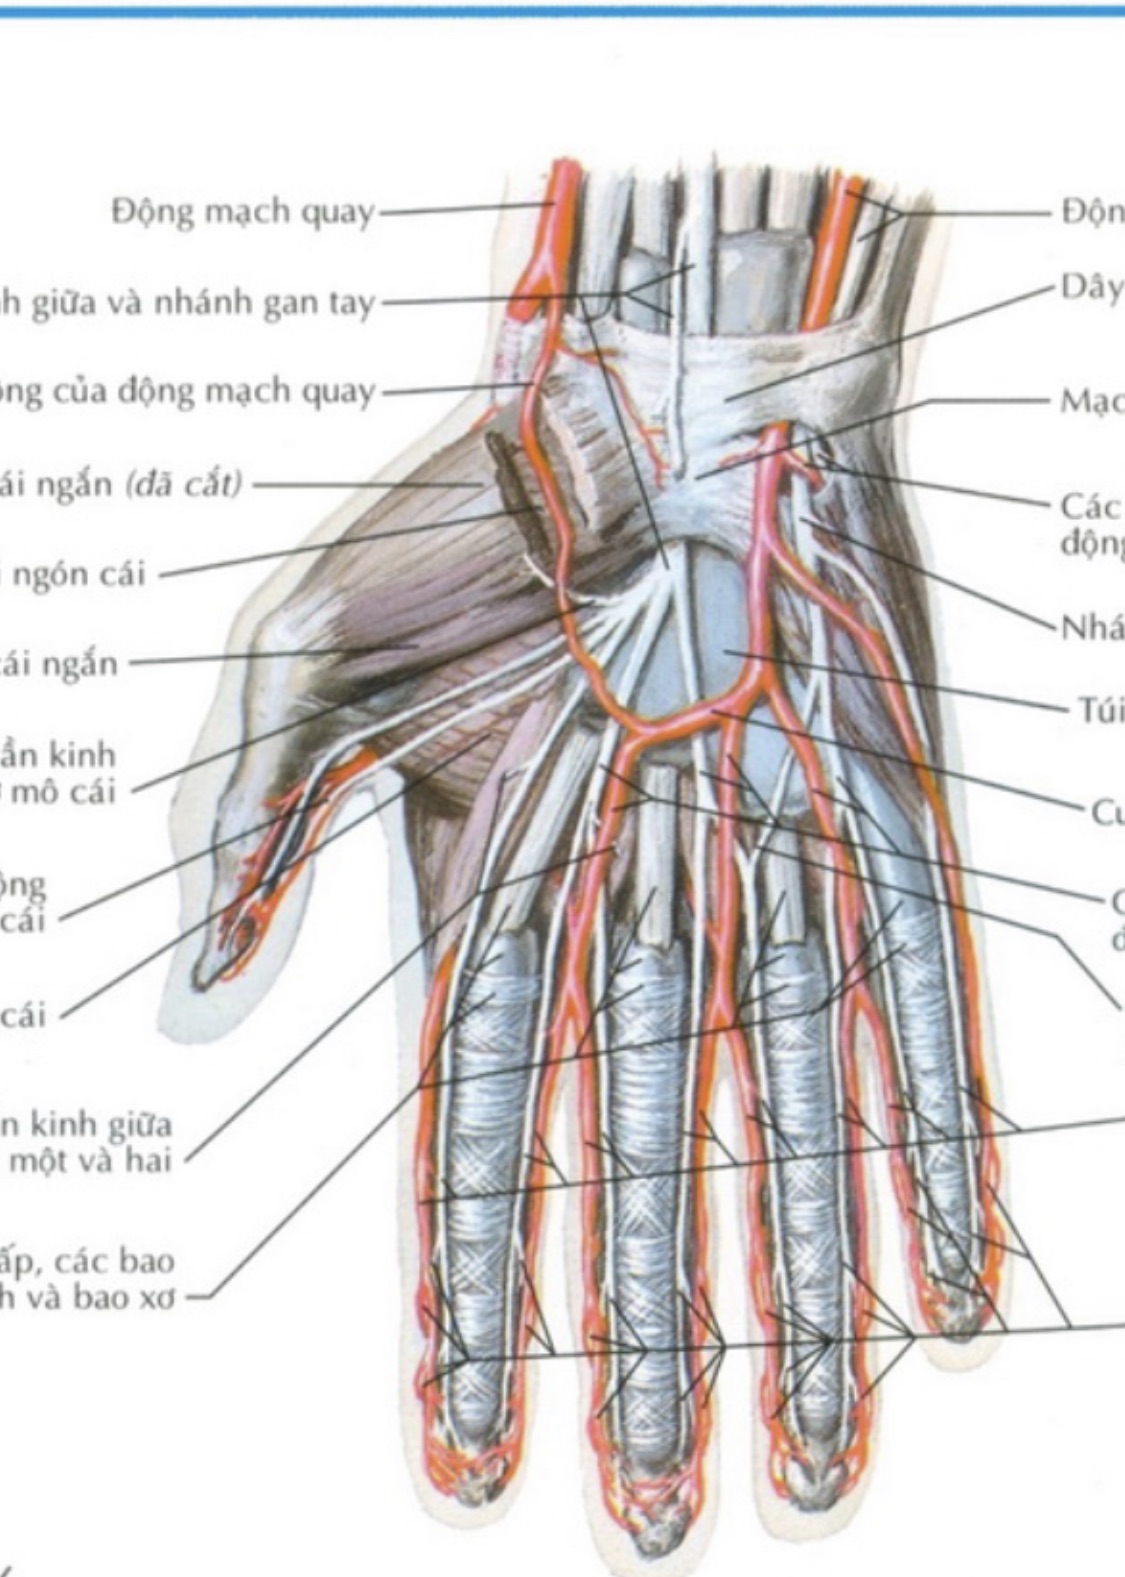 Động mạch quay
nh giữa và nhánh gan tay
ông của động mạch quay
ái ngắn (đã cắt)
i ngón cái
cái ngắn
ần kinh
ơ mô cái
ộng
cái
cái
n kinh giữa
một và hai
ấp, các bao
h và bao xơ
Độn
Dây
Mạc
Các
động
Nhá
Túi
Cu